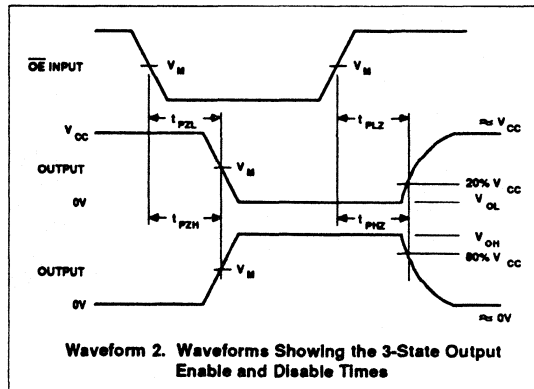 OE INPUT
V M
V M
t PZL
t PLZ
V CC
≈ V CC
OUTPUT
V M
20% V CC
0V
V OL
t PZH
t PHZ
V OH
OUTPUT
V M
80% V CC
0V
≈ 0V
Waveform 2. Waveforms Showing the 3-State Output
Enable and Disable Times